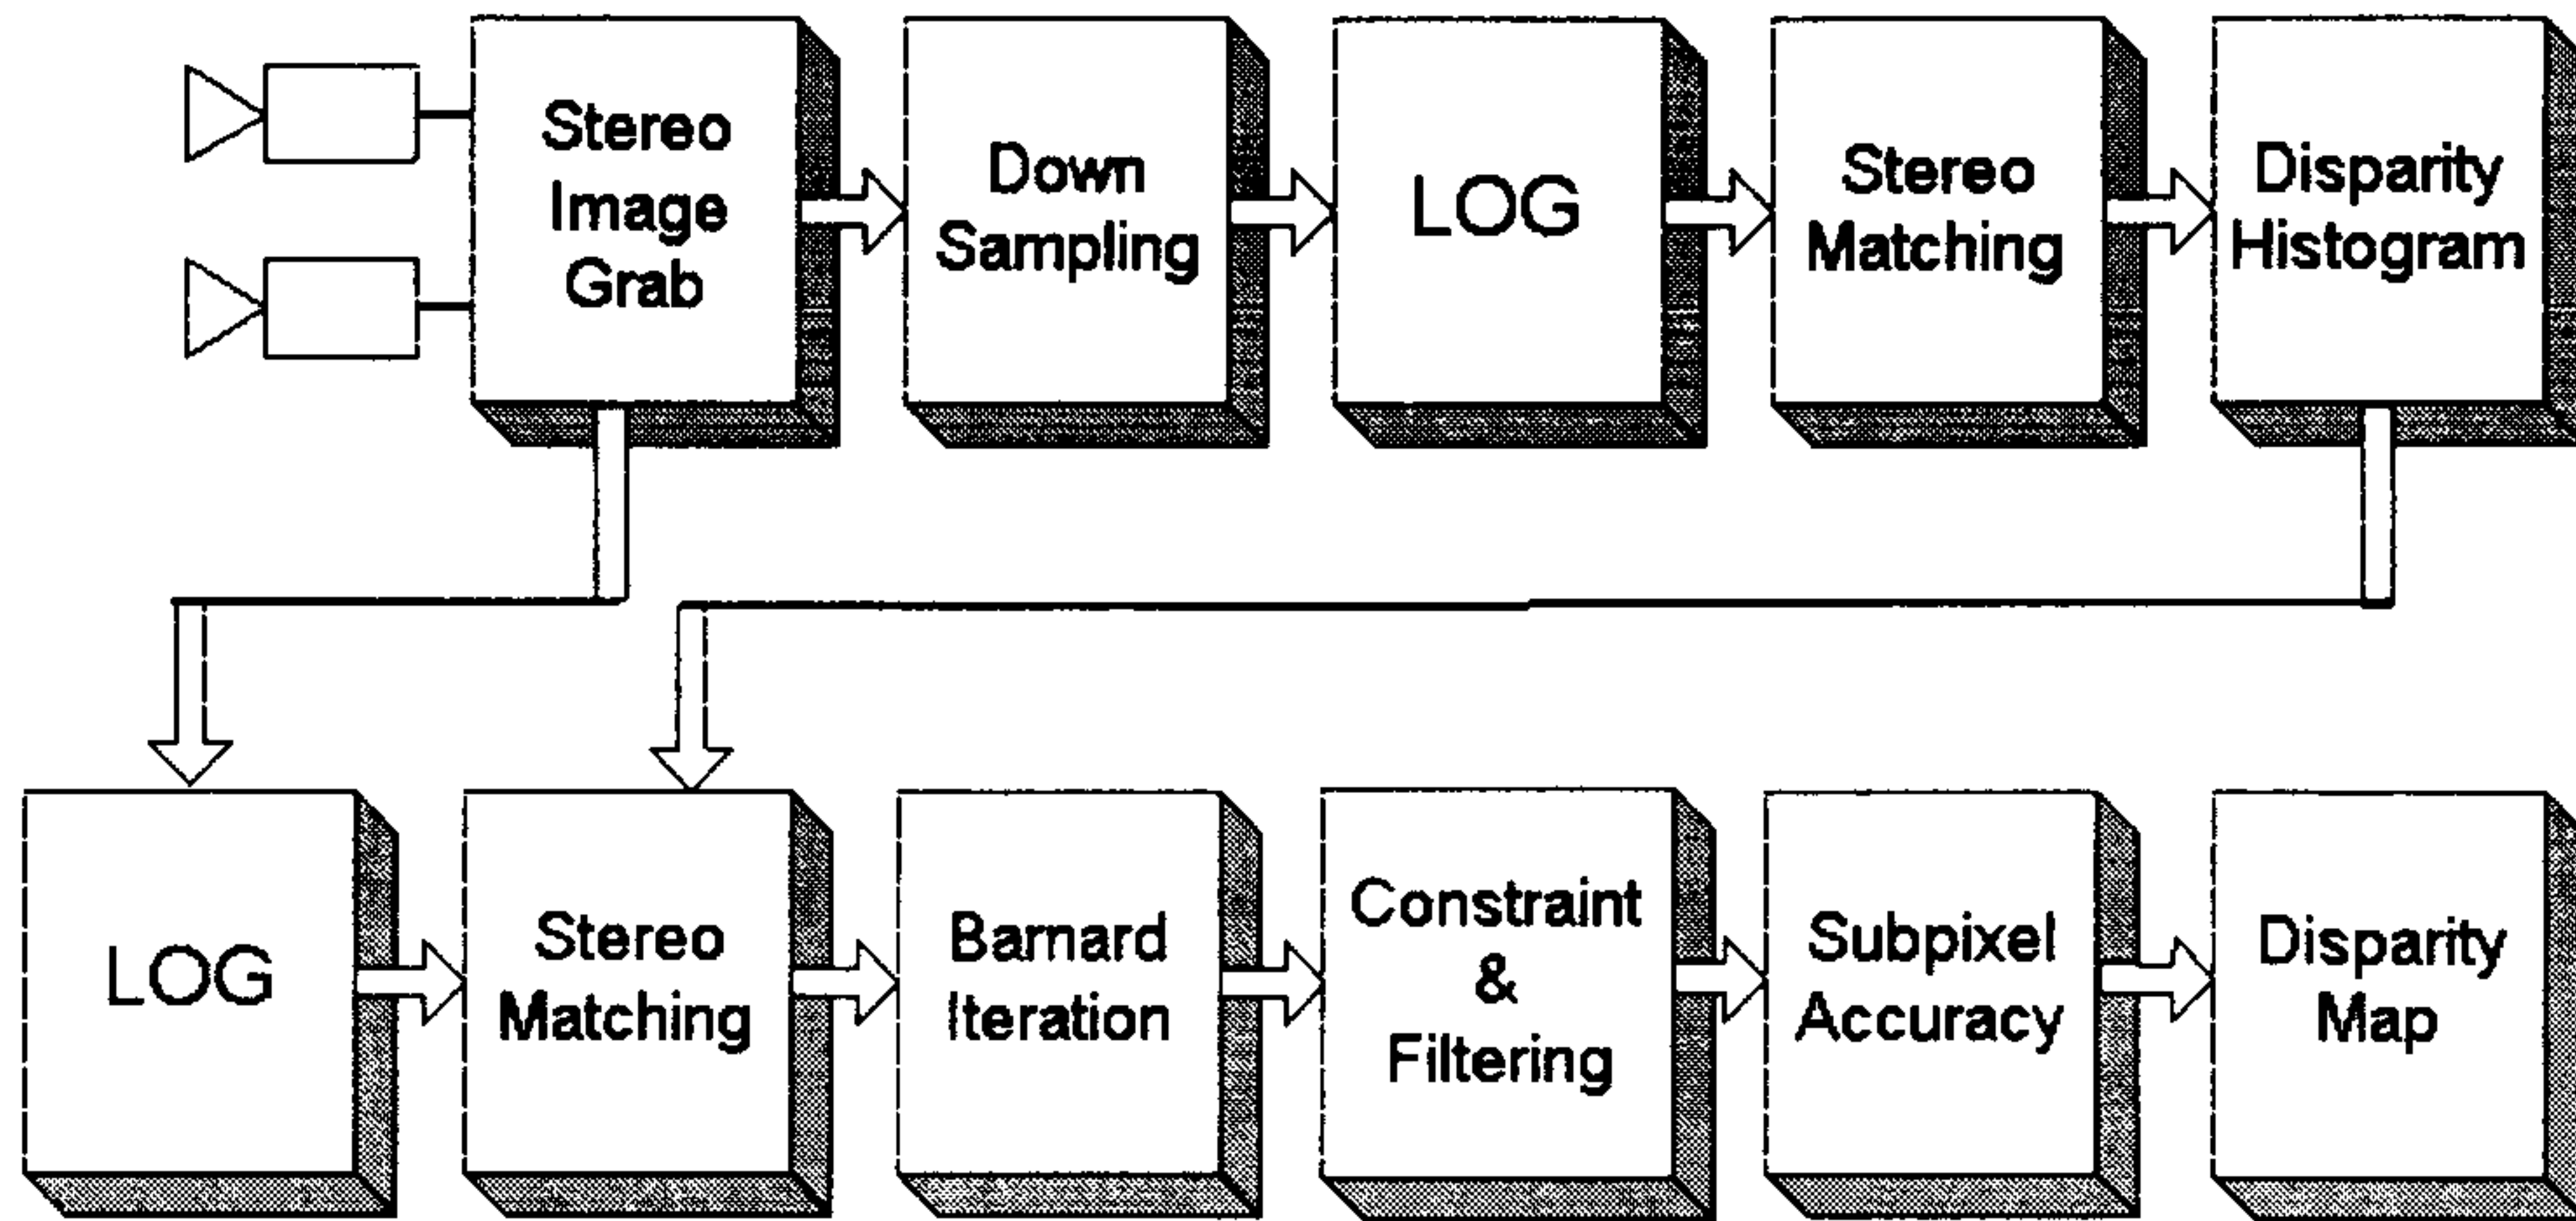 Stereo
Image
Grab
Down
Sampling
LOG
Stereo
Matching
Disparity
Histogram
LOG
Stereo
Matching
Barnard
Iteration
Constraint
&
Filtering
Subpixel
Accuracy
Disparity
Map